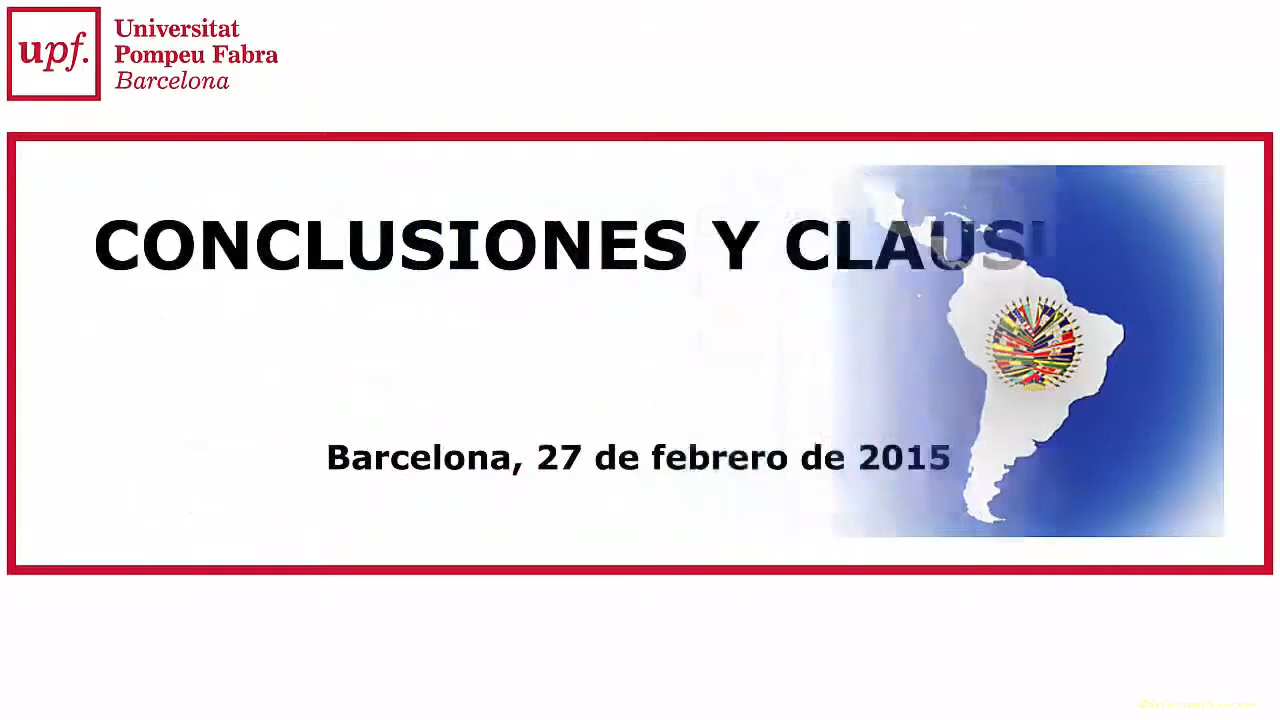 upf.
Universitat
Pompeu Fabra
Barcelona
CONCLUSIONES Y CLAUS
Barcelona, 27 de febrero de 2015